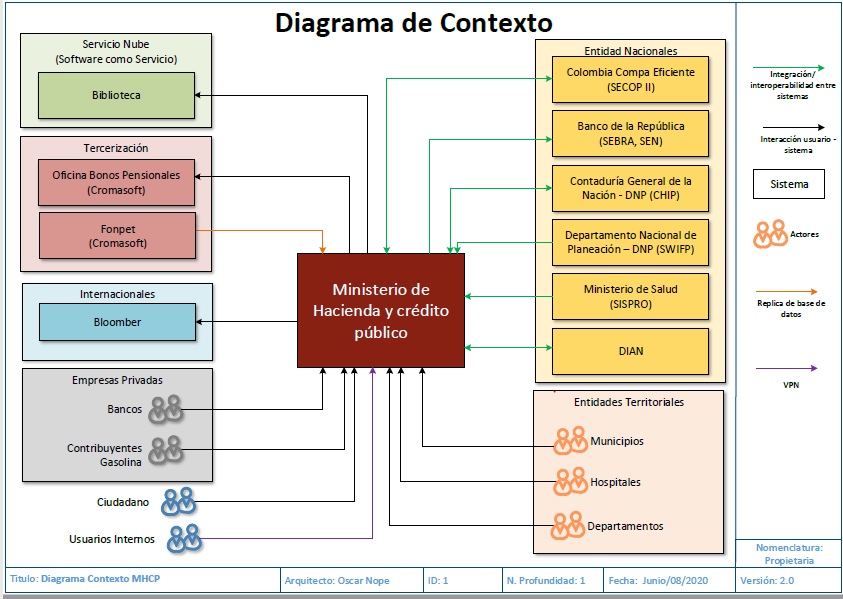 Diagrama de Contexto
Servicio Nube
(Software como Servicio)
Biblioteca
Tercerización
Oficina Bonos Pensionales
(Cromasoft)
Fonpet
(Cromasoft)
Internacionales
Bloomber
Empresas Privadas
Bancos
Contribuyentes
Gasolina
Ciudadano
Usuarios Internos
Ministerio de
Hacienda y crédito
público
Entidad Nacionales
Colombia Compa Eficiente
(SECOP II)
Banco de la República
(SEBRA, SEN)
Contaduría General de la
Nación - DNP (CHIP)
Departamento Nacional de
Planeación – DNP (SWIFP)
Ministerio de Salud
(SISPRO)
DIAN
Entidades Territoriales
Municipios
Hospitales
Departamentos
Integración/
interoperabilidad entre
sistemas
Interacción usuario -
sistema
Sistema
Actores
Replica de base de
datos
VPN
Nomenclatura:
Propietaria
Titulo: Diagrama Contexto MHCP
Arquitecto: Oscar Nope
ID: 1
N. Profundidad: 1
Fecha: Junio/08/2020
Versión: 2.0